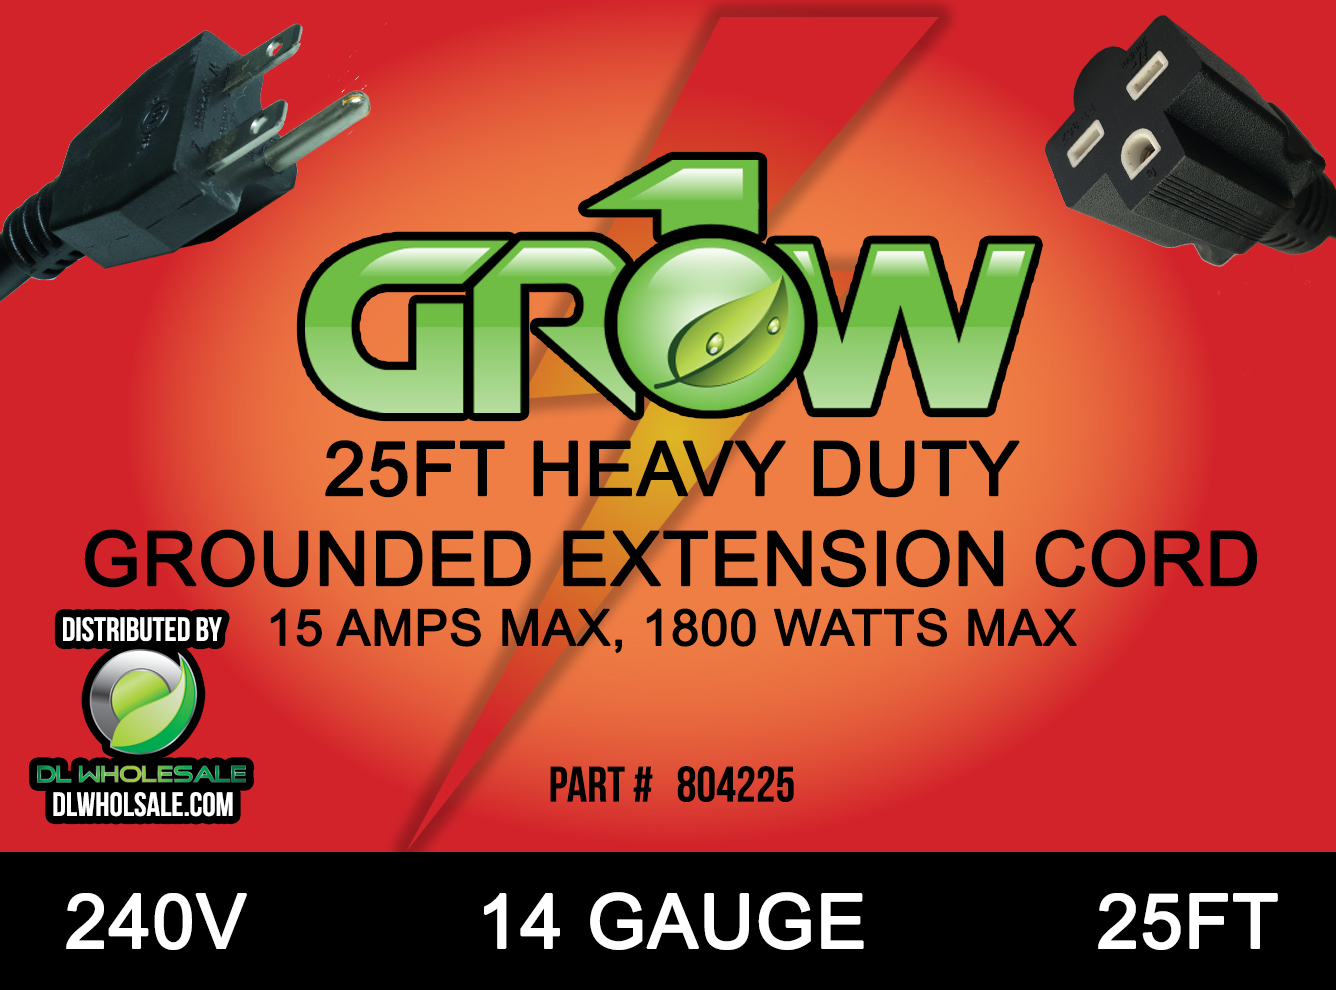 GR1OW
25FT HEAVY DUTY
GROUNDED EXTENSION CORD
15 AMPS MAX, 1800 WATTS MAX
DISTRIBUTED BY
DL WHOLESALE
DLWHOLSALE.COM
PART # 804225
240V 14 GAUGE 25FT